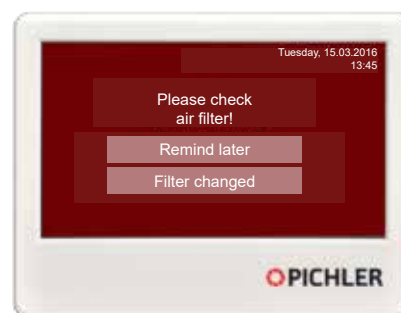 Tuesday, 15.03.2016
13:45
Please check
air filter!
Remind later
Filter changed
PICHLER